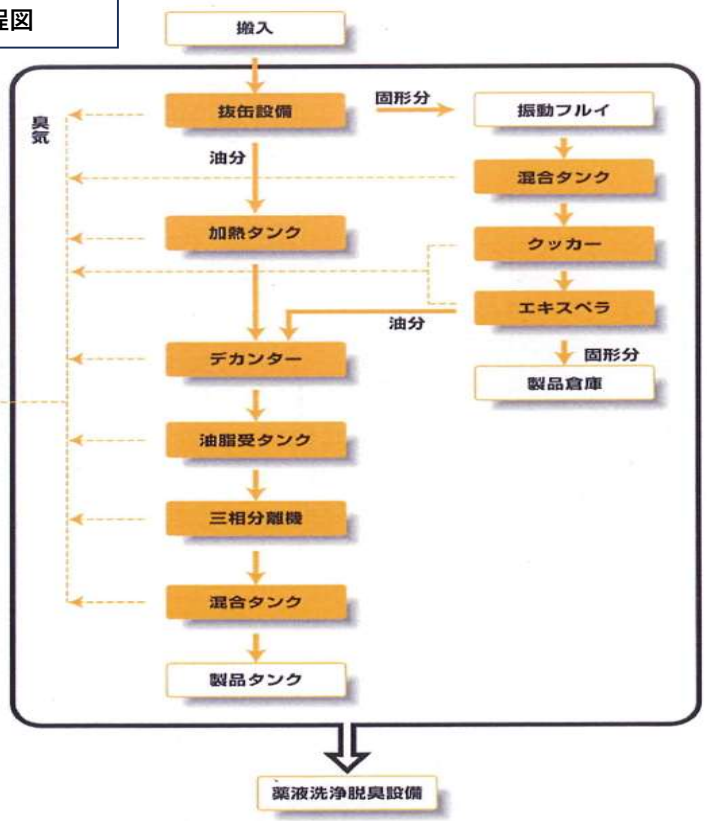 程図
搬入
臭気
抜缶設備
固形分
振動フルイ
油分
混合タンク
加熱タンク
クッカー
エキスペラ
油分
デカンター
固形分
製品倉庫
油脂受タンク
三相分離機
混合タンク
製品タンク
薬液洗浄脱臭設備